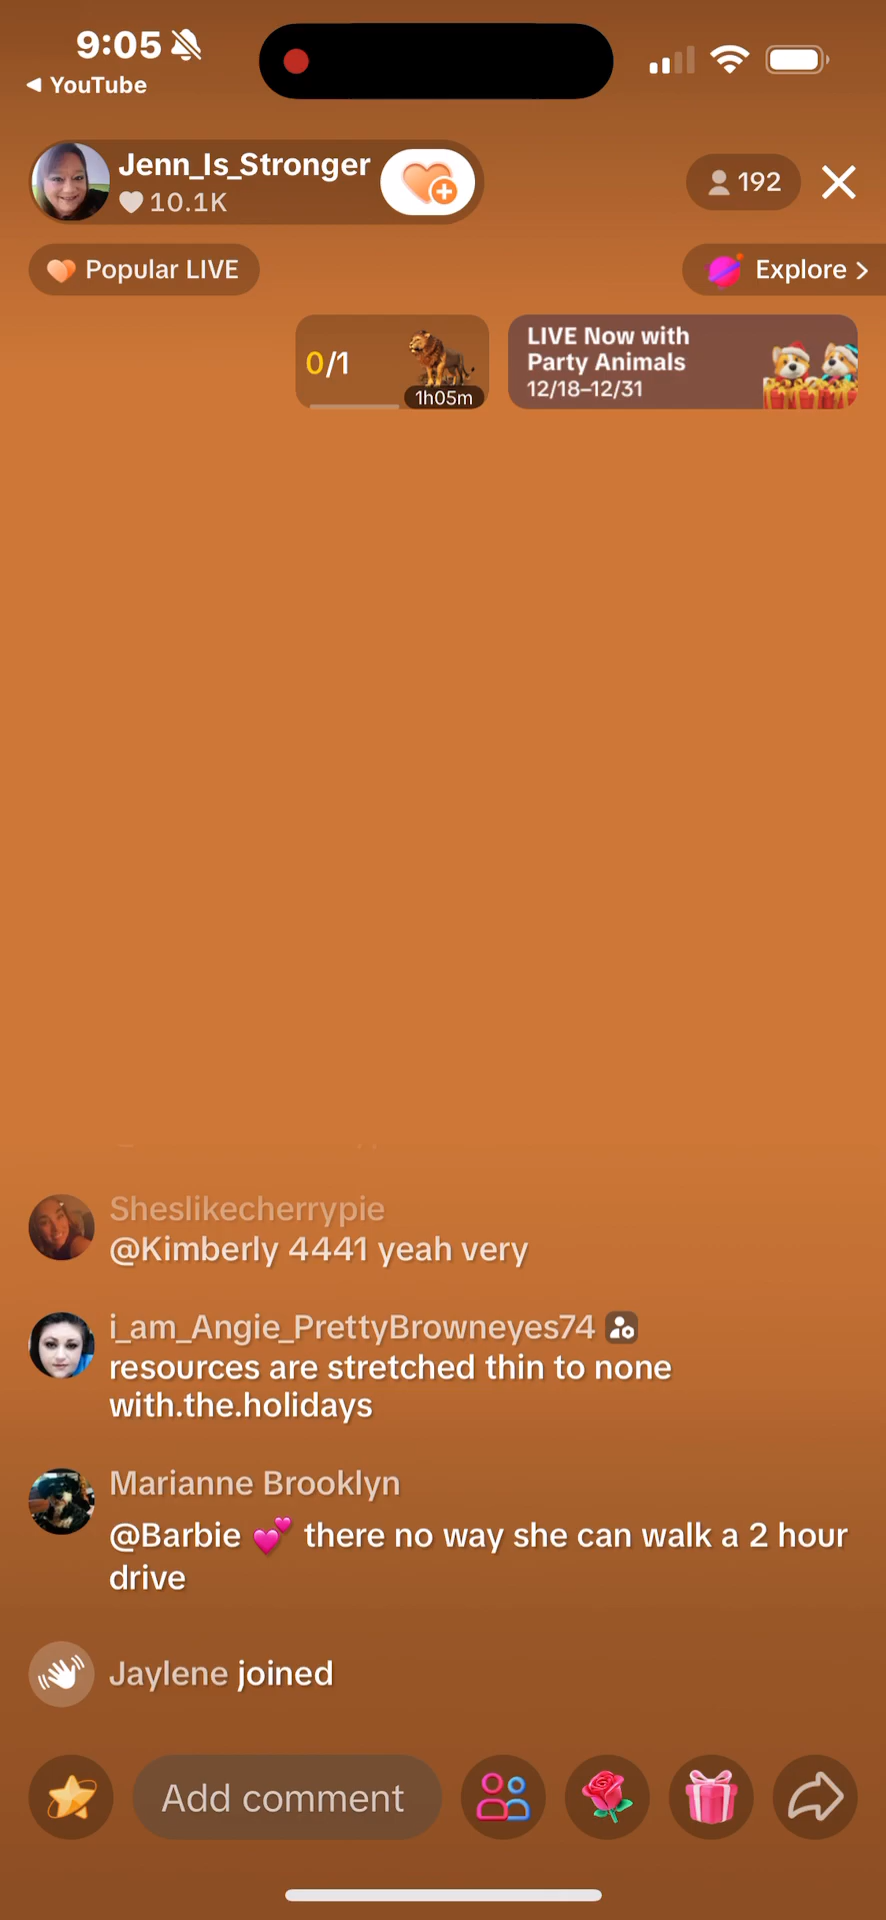 9:05
YouTube
Jenn_Is_Stronger
10.1K
192
Popular LIVE
Explore >
0/1
1h05m
LIVE Now with
Party Animals
12/18–12/31
Sheslikecherrypie
@Kimberly 4441 yeah very
i_am_Angie_PrettyBrowneyes74
resources are stretched thin to none
with.the.holidays
Marianne Brooklyn
@Barbie 💕 there no way she can walk a 2 hour
drive
Jaylene joined
Add comment